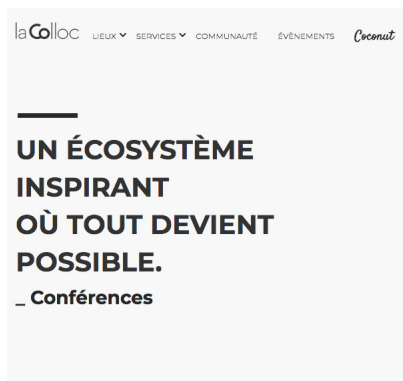 laColloc LIEUX SERVICES COMMUNAUTÉ ÉVÈNEMENTS Coconut
UN ÉCOSYSTÈME
INSPIRANT
OÙ TOUT DEVIENT
POSSIBLE.
_ Conférences